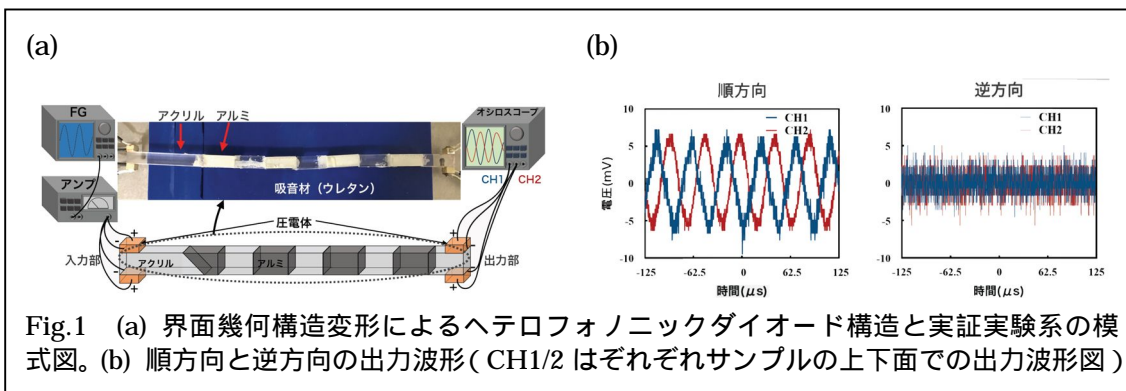 (a)
(b)
FG
アンプ
アクリル
アルミ
吸音材（ウレタン）
オシロスコープ
CH1
CH2
圧電体
入力部
アクリル
アルミ
出力部
+
-
-
+
+
-
-
+
順方向
CH1
CH2
電圧(mV)
10
5
0
-5
-10
-125
-62.5
0
62.5
125
時間(μs)
逆方向
CH1
CH2
10
5
0
-5
-10
-125
-62.5
0
62.5
125
時間(μs)
Fig.1 (a) 界面幾何構造変形によるヘテロフォノニックダイオード構造と実証実験系の模
式図。(b) 順方向と逆方向の出力波形（CH1/2 はぞれぞれサンプルの上下面での出力波形図）